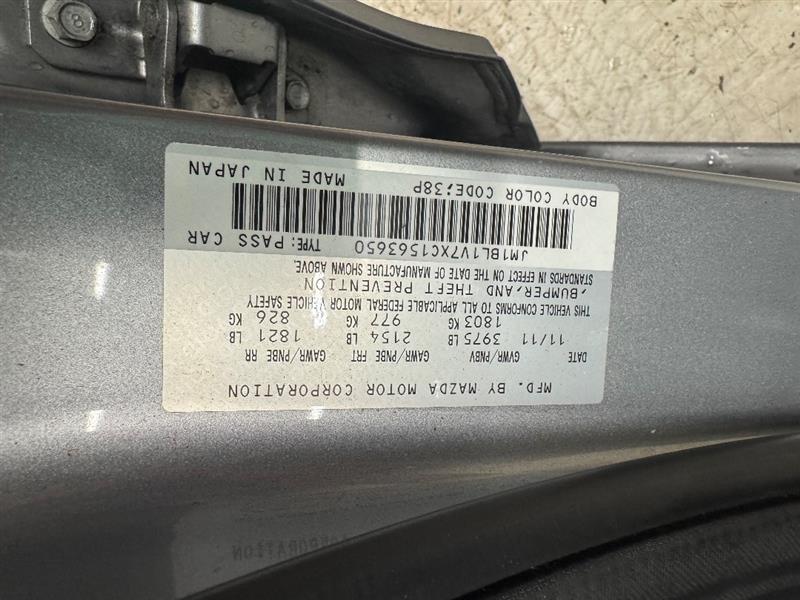 MFD. BY MAZDA MOTOR CORPORATION
DATE GVWR/PNBV GAWR/PNBE FRT GAWR/PNBE RR
11/11 3975 LB 2154 LB 1821 LB
1803 KG 977 KG 826 KG
THIS VEHICLE CONFORMS TO ALL APPLICABLE FEDERAL MOTOR VEHICLE SAFETY
,BUMPER,AND THEFT PREVENTION
STANDARDS IN EFFECT ON THE DATE OF MANUFACTURE SHOWN ABOVE.
JM1BL1V7XC1563650 TYPE: PASS CAR
BODY COLOR CODE;38P MADE IN JAPAN
8